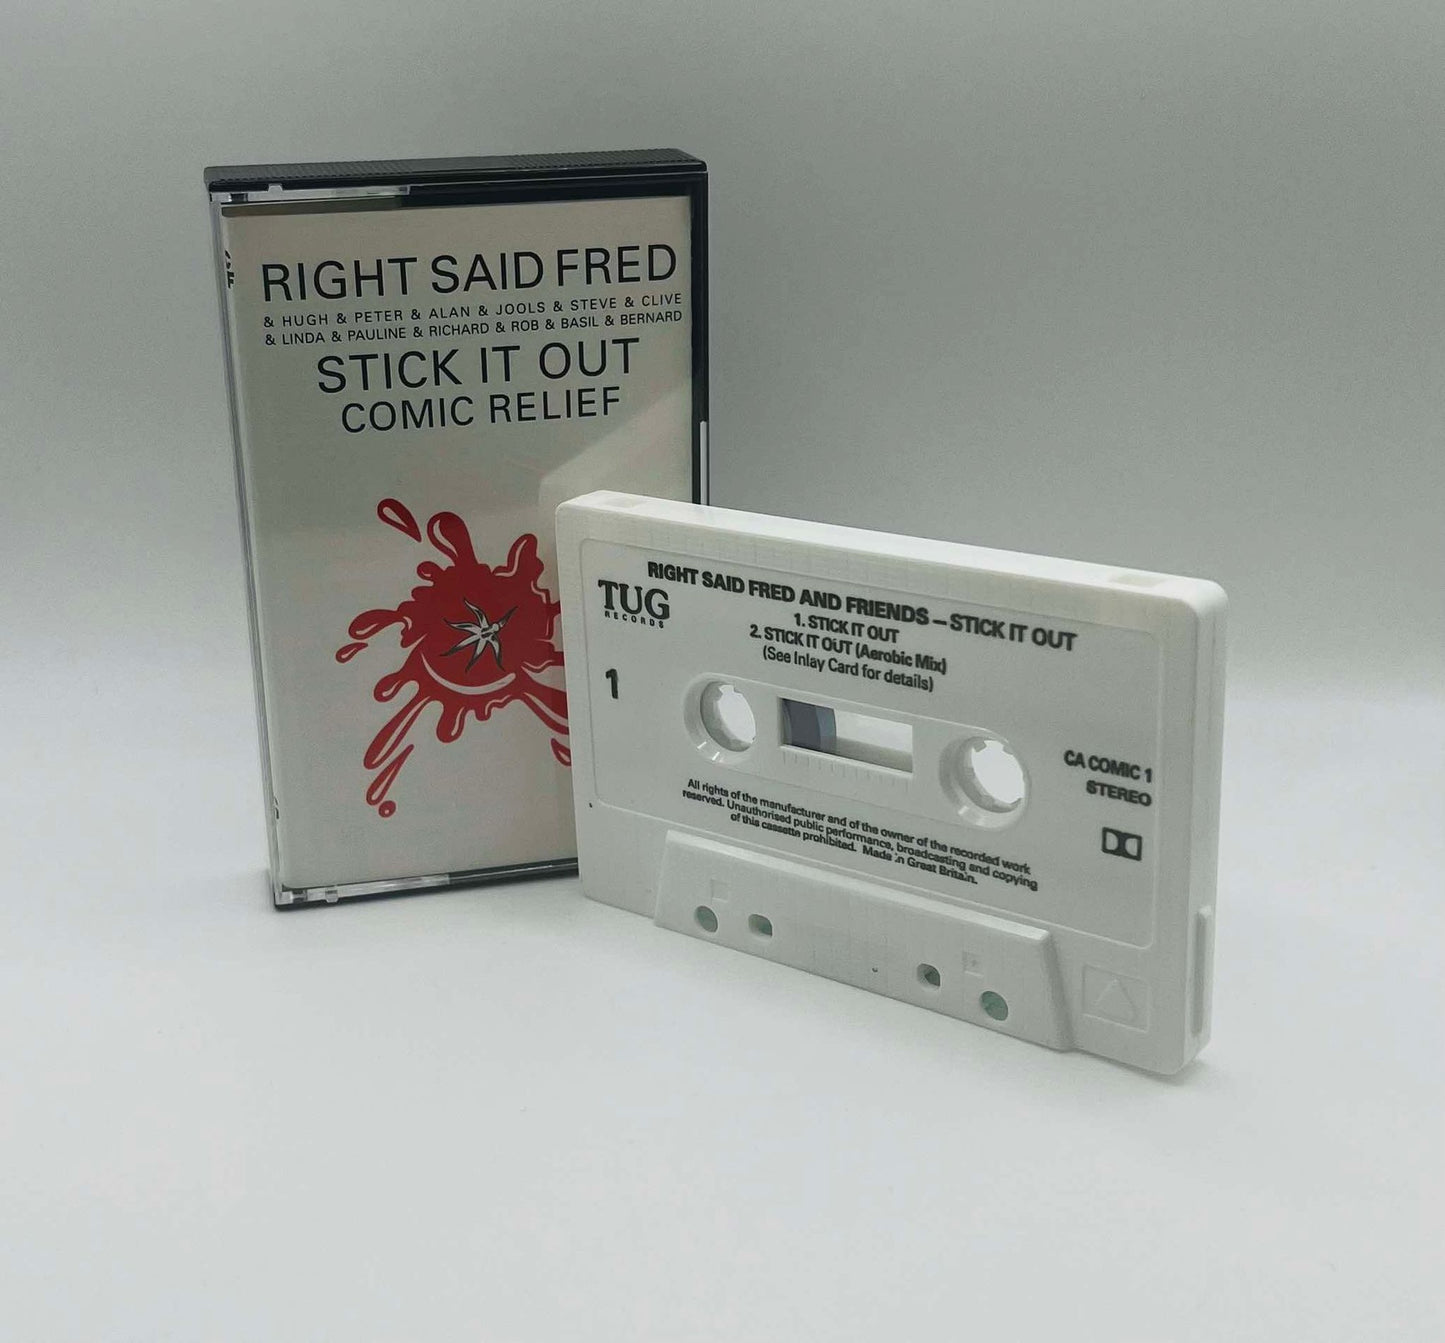 RIGHT SAID FRED
& HUGH & PETER & ALAN & JOOLS & STEVE & CLIVE
& LINDA & PAULINE & RICHARD & ROB & BASIL & BERNARD
STICK IT OUT
COMIC RELIEF
RIGHT SAID FRED AND FRIENDS – STICK IT OUT
TUG
RECORDS
1. STICK IT OUT
2. STICK IT OUT (Aerobic Mix)
(See Inlay Card for details)
1
CA COMIC 1
STEREO
All rights of the manufacturer and of the owner of the recorded work
reserved. Unauthorised public performance, broadcasting and copying
of this cassette prohibited. Made in Great Britain.